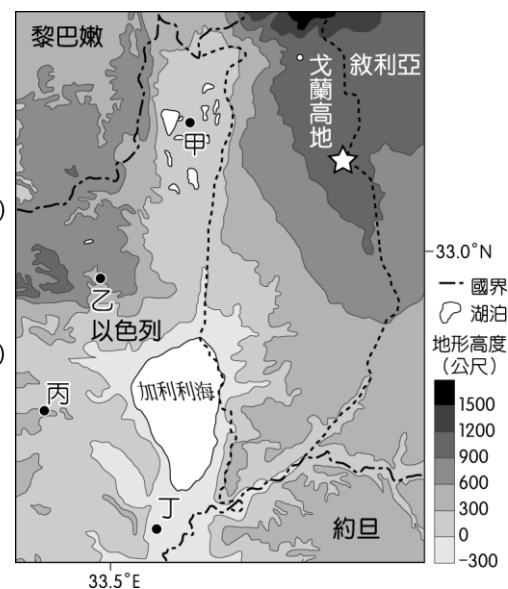 黎巴嫩
敘利亞
戈蘭高地
甲
)
33.0°N
乙
以色列
國界
湖泊
地形高度
(公尺)
)
丙
加利利海
1500
1200
900
600
300
0
-300
丁
約旦
33.5°E